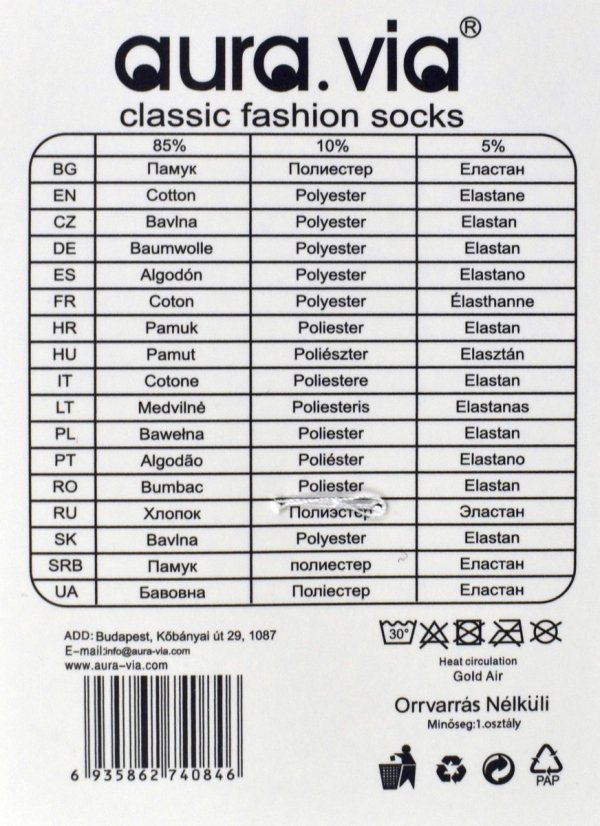 aura.via®
classic fashion socks
85% 10% 5%
BG Памук Полиестер Еластан
EN Cotton Polyester Elastane
CZ Bavlna Polyester Elastan
DE Baumwolle Polyester Elastan
ES Algodón Polyester Elastano
FR Coton Polyester Élasthanne
HR Pamuk Poliester Elastan
HU Pamut Poliészter Elasztán
IT Cotone Poliestere Elastan
LT Medvilnė Poliesteris Elastanas
PL Bawełna Poliester Elastan
PT Algodão Poliéster Elastano
RO Bumbac Poliester Elastan
RU Хлопок Полиэстер Эластан
SK Bavlna Polyester Elastan
SRB Памук полиестер Еластан
UA Бавовна Поліестер Еластан
ADD: Budapest, Kőbányai út 29, 1087
E-mail:info@aura-via.com
www.aura-via.com
6 935862 740846
30°
Heat circulation
Gold Air
Orrvarrás Nélküli
Minőseg:1.osztály
PAP